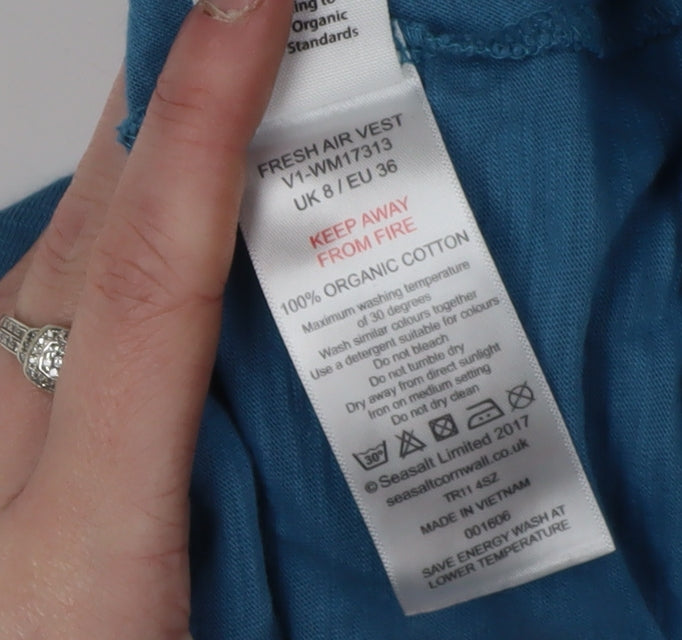 ing to
Organic
Standards
FRESH AIR VEST
V1-WM17313
UK 8 / EU 36
KEEP AWAY
FROM FIRE
100% ORGANIC COTTON
Maximum washing temperature
of 30 degrees
Wash similar colours together
Use a detergent suitable for colours
Do not bleach
Do not tumble dry
Dry away from direct sunlight
Iron on medium setting
Do not dry clean
30°
© Seasalt Limited 2017
seasaltcornwall.co.uk
TR11 4SZ
MADE IN VIETNAM
001606
SAVE ENERGY WASH AT
LOWER TEMPERATURE